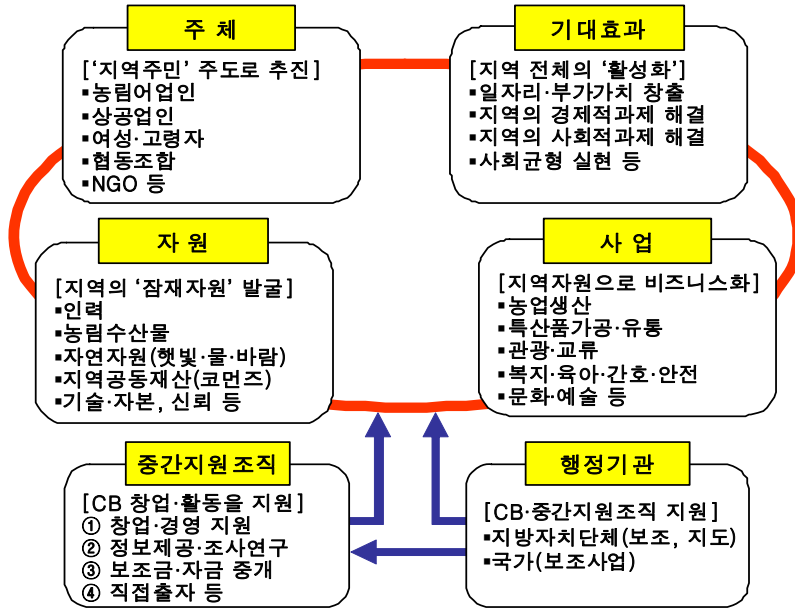 주 체
[‘지역주민’ 주도로 추진]
▪농림어업인
▪상공업인
▪여성·고령자
▪협동조합
▪NGO 등
기대효과
[지역 전체의 ‘활성화’]
▪일자리·부가가치 창출
▪지역의 경제적과제 해결
▪지역의 사회적과제 해결
▪사회균형 실현 등
자 원
[지역의 ‘잠재자원’ 발굴]
▪인력
▪농림수산물
▪자연자원(햇빛·물·바람)
▪지역공동재산(코먼즈)
▪기술·자본, 신뢰 등
사 업
[지역자원으로 비즈니스화]
▪농업생산
▪특산품가공·유통
▪관광·교류
▪복지·육아·간호·안전
▪문화·예술 등
중간지원조직
[CB 창업·활동을 지원]
① 창업·경영 지원
② 정보제공·조사연구
③ 보조금·자금 중개
④ 직접출자 등
행정기관
[CB·중간지원조직 지원]
▪지방자치단체(보조, 지도)
▪국가(보조사업)